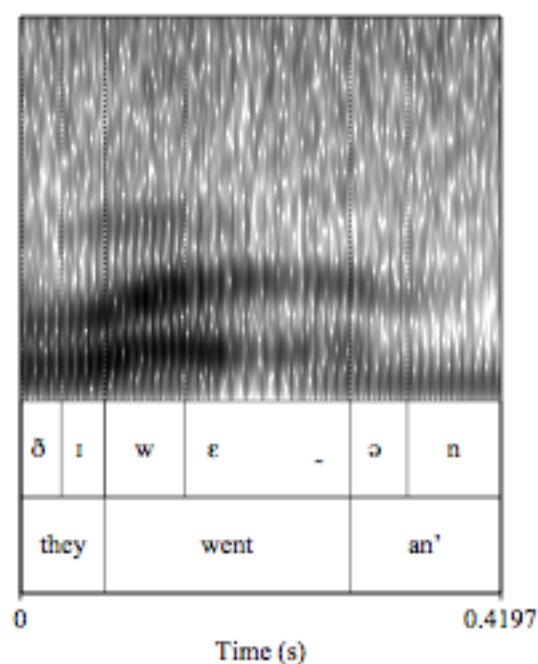 ð ɪ w ɛ ̃ ə n
they went an’
0 0.4197
Time (s)